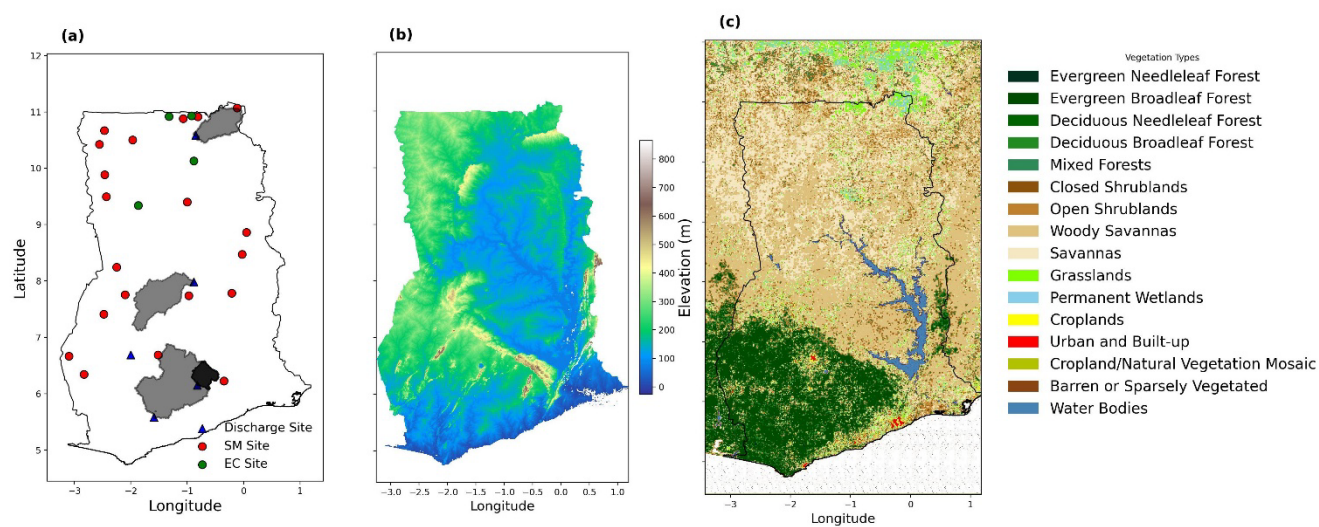 (a)
12
11
10
9
8
7
6
5
Latitude
−3
−2
−1
0
1
Longitude
Discharge Site
SM Site
EC Site
(b)
−3.0
−2.5
−2.0
−1.5
−1.0
−0.5
0.0
0.5
1.0
Longitude
800
700
600
500
400
300
200
100
0
Elevation (m)
(c)
−3
−2
−1
0
1
Longitude
Vegetation Types
Evergreen Needleleaf Forest
Evergreen Broadleaf Forest
Deciduous Needleleaf Forest
Deciduous Broadleaf Forest
Mixed Forests
Closed Shrublands
Open Shrublands
Woody Savannas
Savannas
Grasslands
Permanent Wetlands
Croplands
Urban and Built-up
Cropland/Natural Vegetation Mosaic
Barren or Sparsely Vegetated
Water Bodies